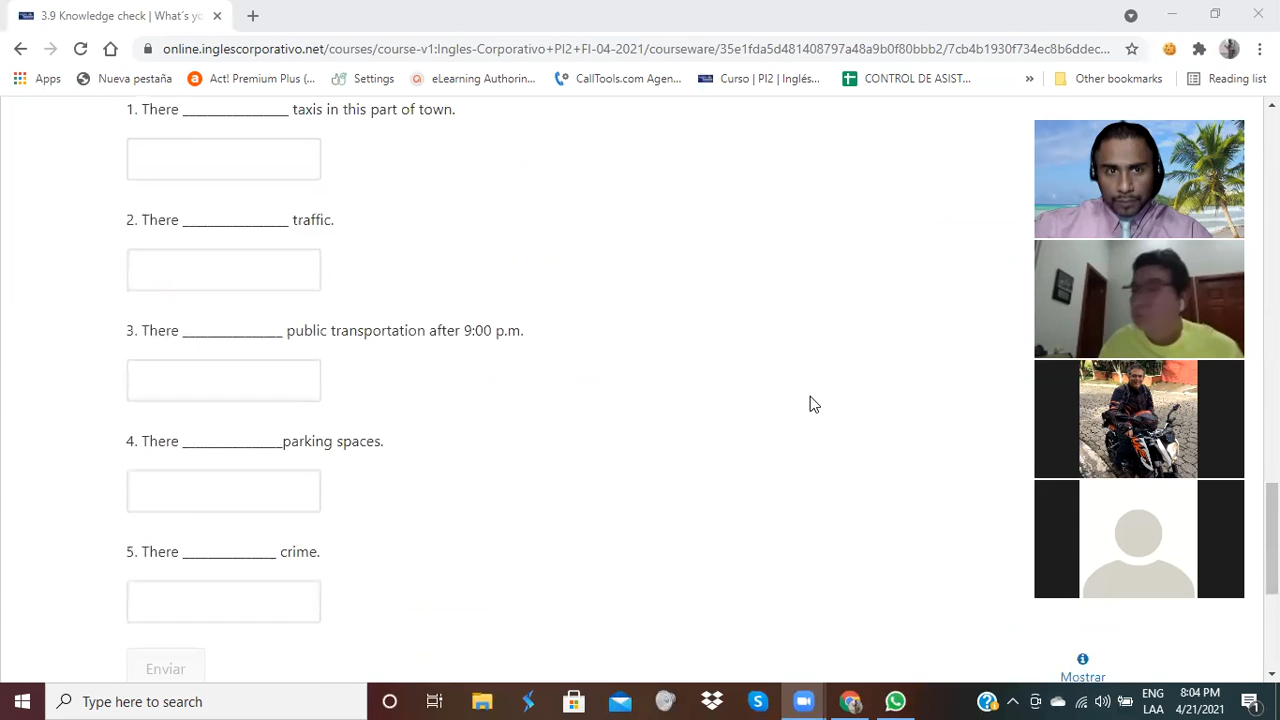 3.9 Knowledge check | What´s yo
online.inglescorporativo.net/courses/course-v1:Ingles-Corporativo+PI2+FI-04-2021/courseware/35e1fda5d481408797a48a9b0f80bbb2/7cb4b1930f734ec8b6ddec...
Apps Nueva pestaña Act! Premium Plus (... Settings eLearning Authorin... CallTools.com Agen... Curso | PI2 | Inglés... CONTROL DE ASIST... » Other bookmarks Reading list
1. There ________________ taxis in this part of town.
2. There ________________ traffic.
3. There _______________ public transportation after 9:00 p.m.
4. There _______________parking spaces.
5. There ______________ crime.
Enviar
Mostrar
Type here to search
ENG 8:04 PM
LAA 4/21/2021